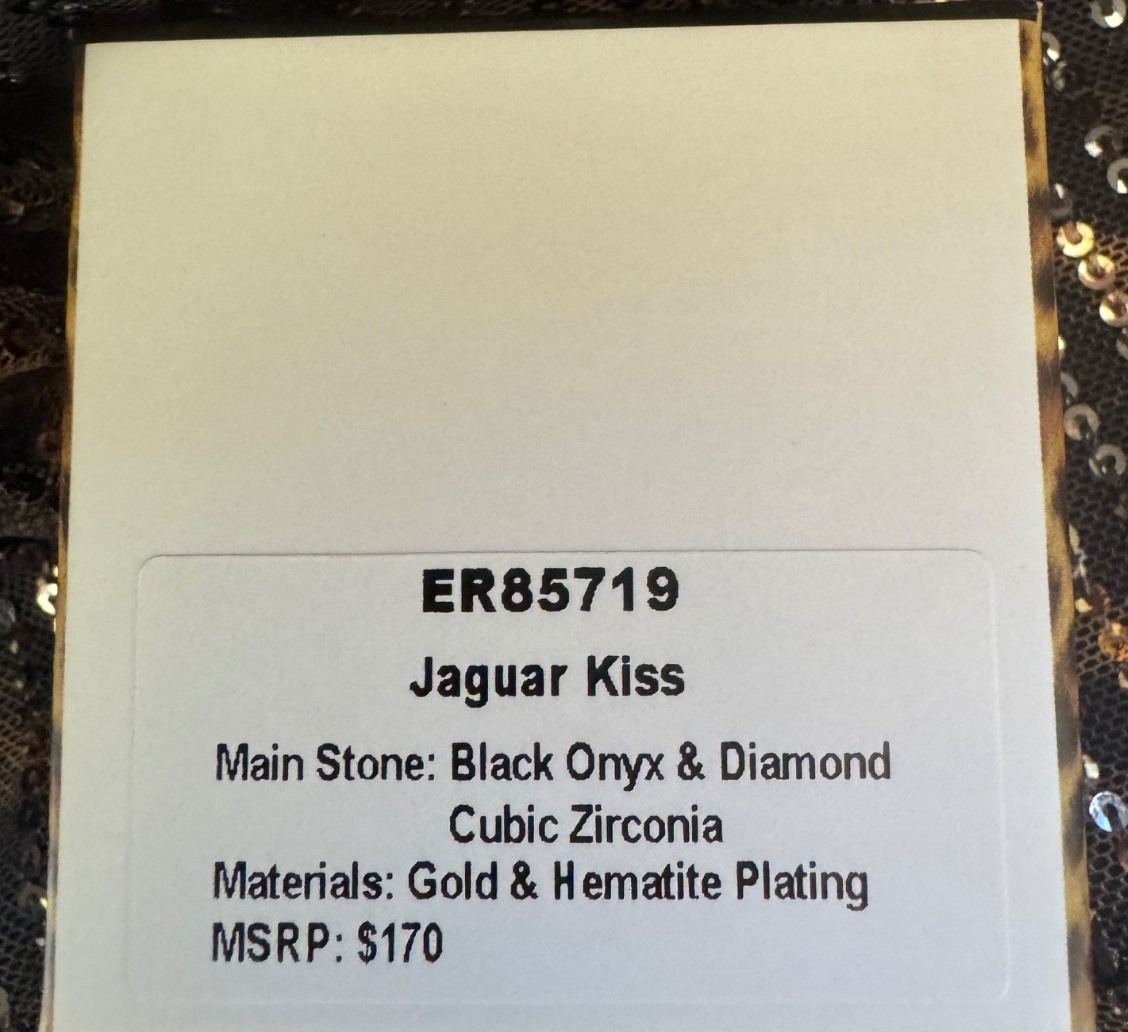 ER85719
Jaguar Kiss
Main Stone: Black Onyx & Diamond
Cubic Zirconia
Materials: Gold & Hematite Plating
MSRP: $170